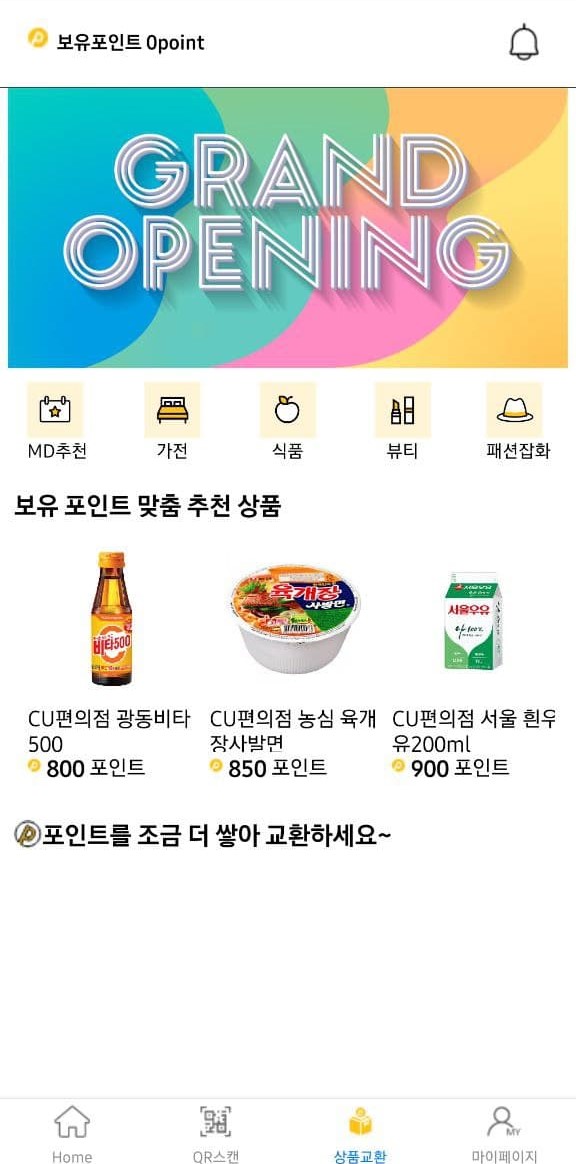 보유포인트 0point
GRAND
OPENING
MD추천
가전
식품
뷰티
패션잡화
보유 포인트 맞춤 추천 상품
비타500
육개장
사발면
서울우유
CU편의점 광동비타
500
800 포인트
CU편의점 농심 육개
장사발면
850 포인트
CU편의점 서울 흰우
유200ml
900 포인트
포인트를 조금 더 쌓아 교환하세요~
Home
QR스캔
상품교환
MY
마이페이지